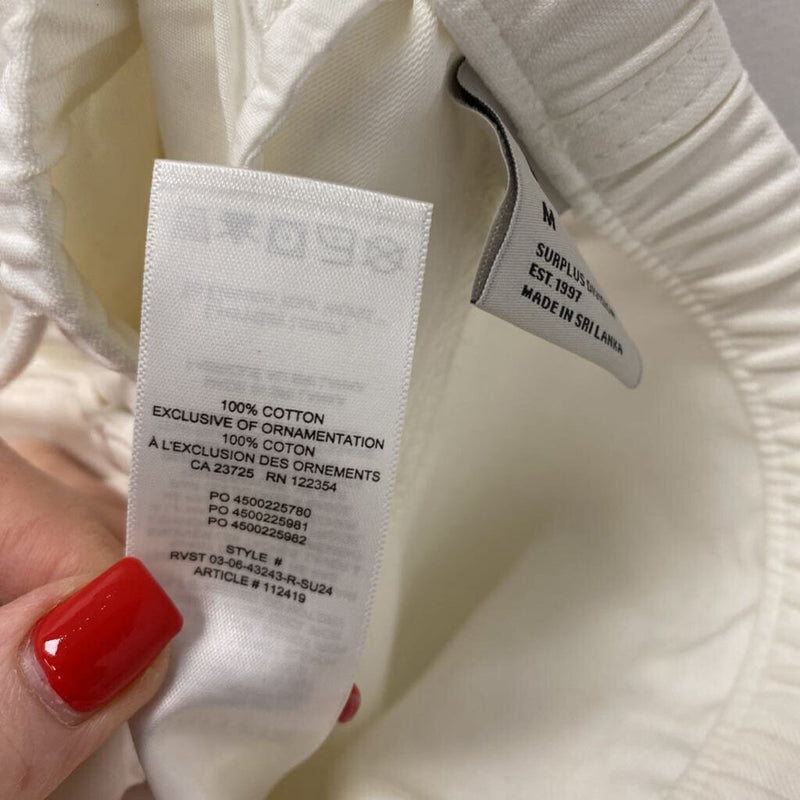 100% COTTON
EXCLUSIVE OF ORNAMENTATION
100% COTON
À L'EXCLUSION DES ORNEMENTS
CA 23725 RN 122354
PO 4500225780
PO 4500225981
PO 4500225982
STYLE #
RVST 03-06-43243-R-SU24
ARTICLE # 112419
M
SURPLUS
EST. 1997
MADE IN SRI LANKA